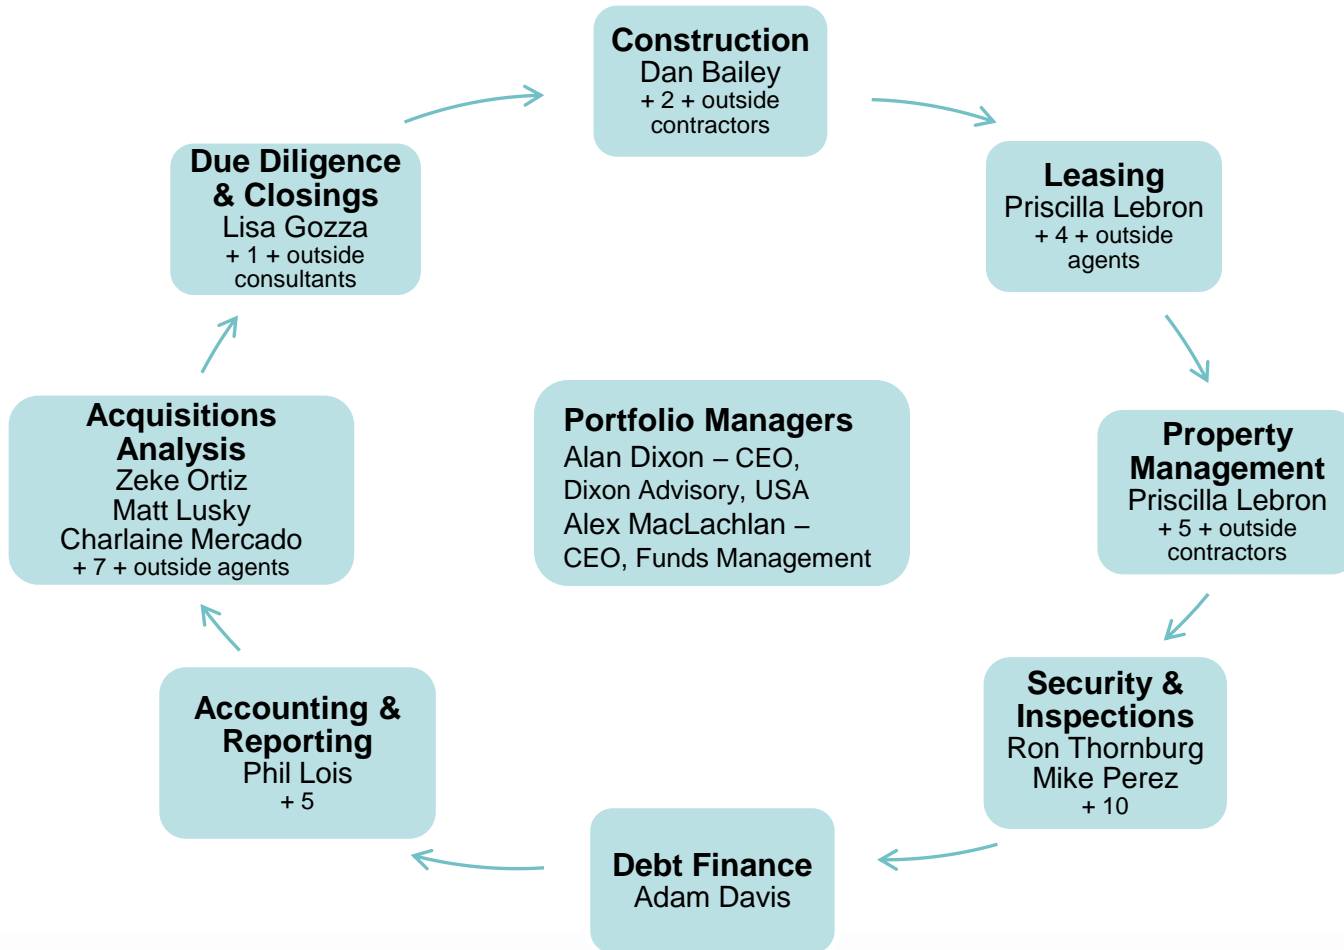 Construction
Dan Bailey
+ 2 + outside
contractors
Leasing
Priscilla Lebron
+ 4 + outside
agents
Property
Management
Priscilla Lebron
+ 5 + outside
contractors
Security &
Inspections
Ron Thornburg
Mike Perez
+ 10
Debt Finance
Adam Davis
Accounting &
Reporting
Phil Lois
+ 5
Acquisitions
Analysis
Zeke Ortiz
Matt Lusky
Charlaine Mercado
+ 7 + outside agents
Due Diligence
& Closings
Lisa Gozza
+ 1 + outside
consultants
Portfolio Managers
Alan Dixon – CEO,
Dixon Advisory, USA
Alex MacLachlan –
CEO, Funds Management